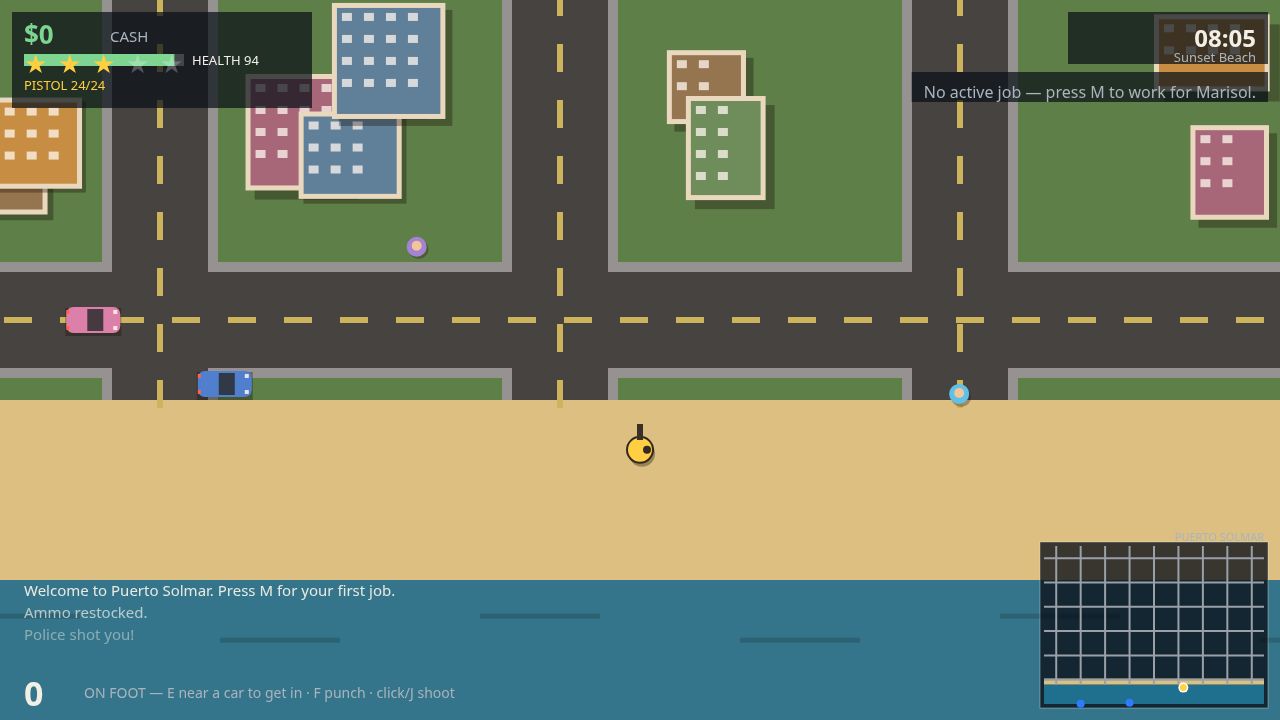 $0 CASH
HEALTH 94
PISTOL 24/24
08:05
Sunset Beach
No active job — press M to work for Marisol.
PUERTO SOLMAR
Welcome to Puerto Solmar. Press M for your first job.
Ammo restocked.
Police shot you!
0 ON FOOT — E near a car to get in · F punch · click/J shoot